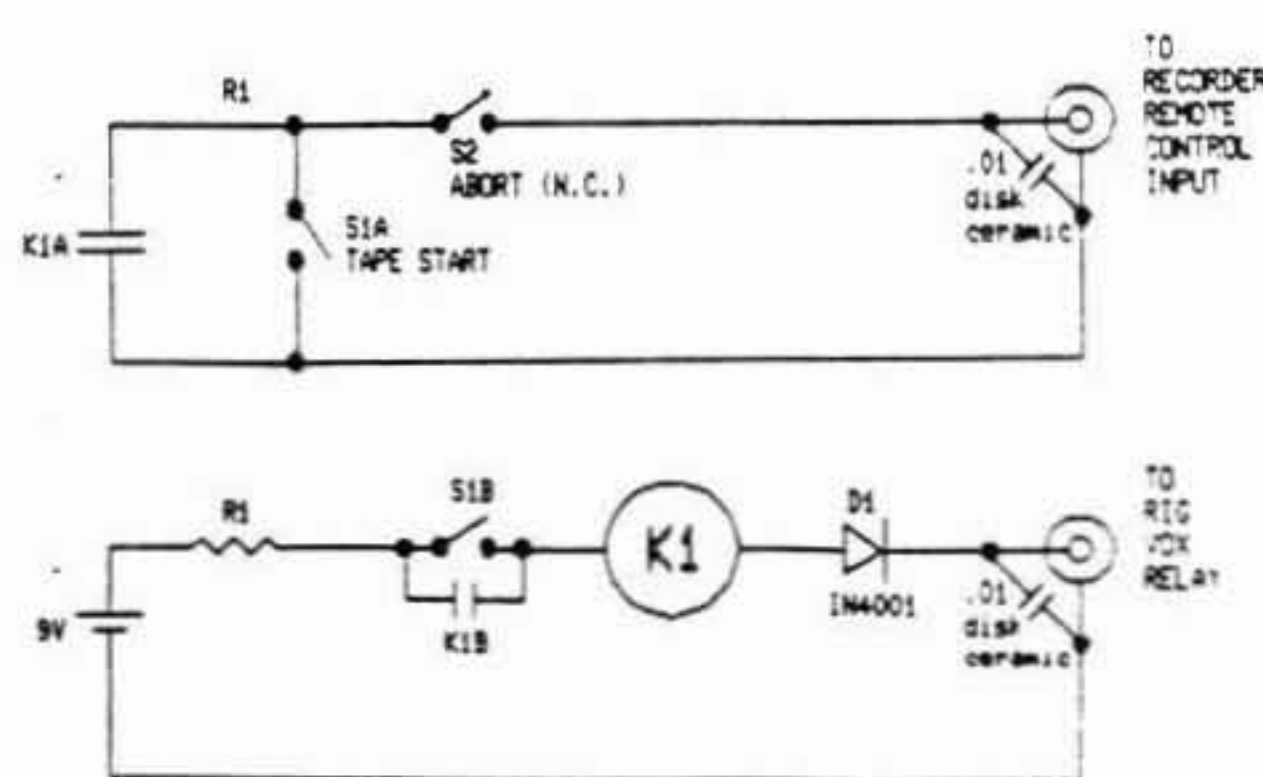 R1
TO
RECORDER
REMOTE
CONTROL
INPUT
S2
ABORT (N.C.)
.01
disk
ceramic
K1A
S1A
TAPE START
R1
S1B
K1
D1
TO
RIG
VOX
RELAY
9V
K1B
IN4001
.01
disk
ceramic